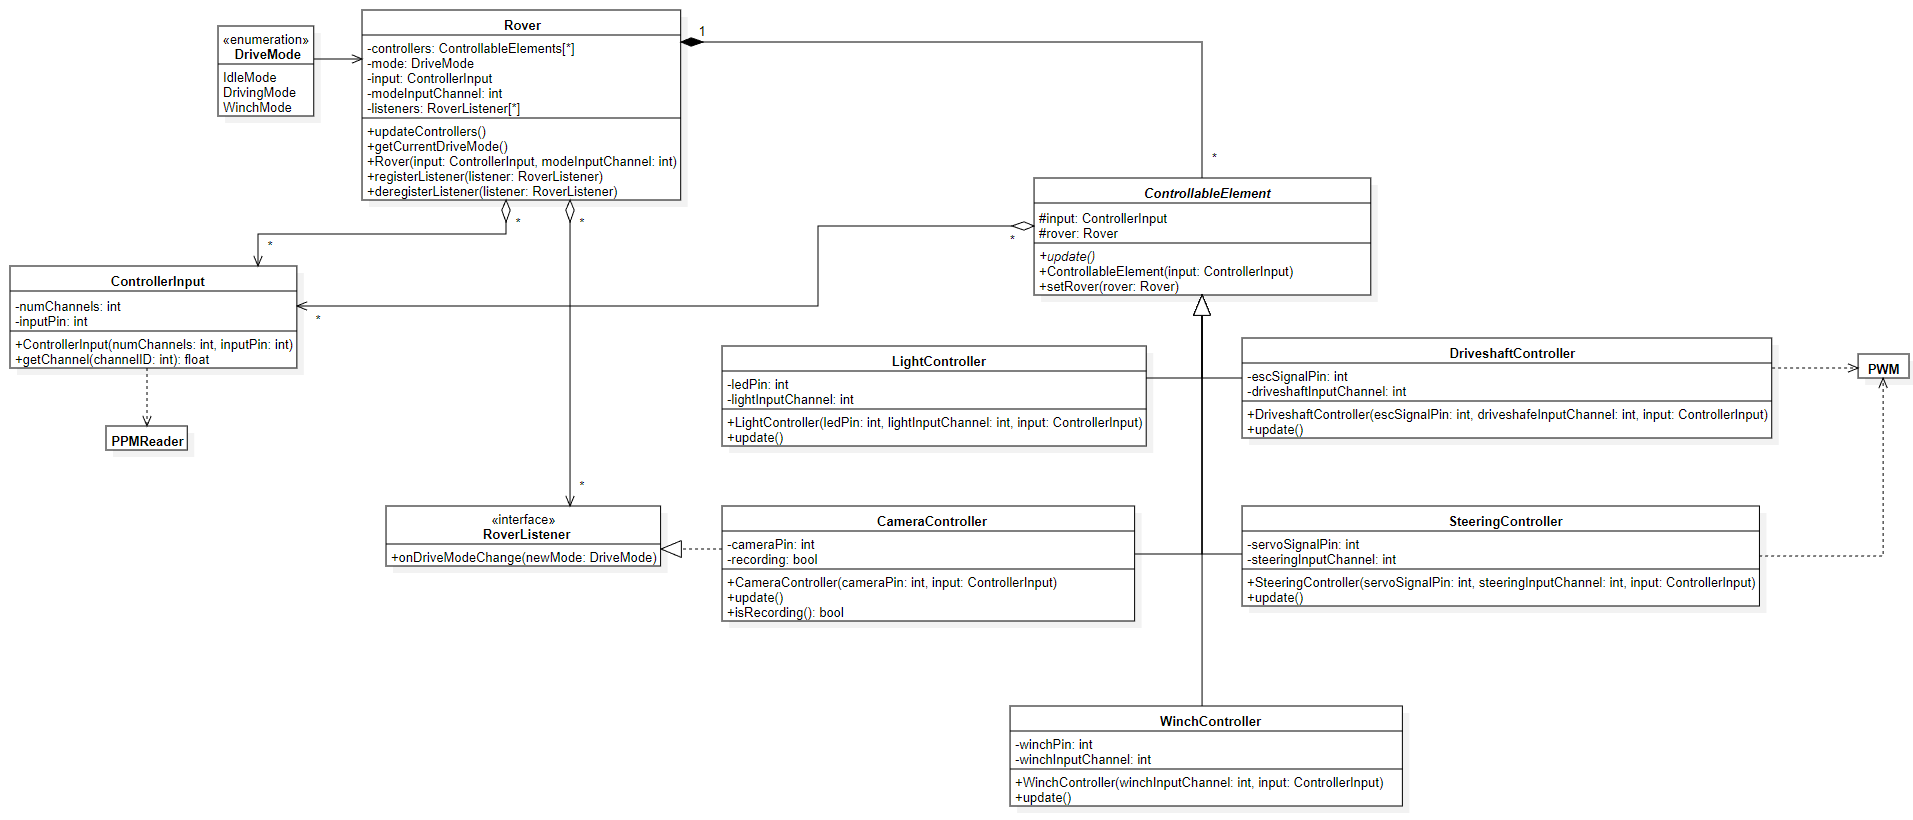 «enumeration»
DriveMode
IdleMode
DrivingMode
WinchMode
Rover
-controllers: ControllableElements[*]
-mode: DriveMode
-input: ControllerInput
-modeInputChannel: int
-listeners: RoverListener[*]
+updateControllers()
+getCurrentDriveMode()
+Rover(input: ControllerInput, modeInputChannel: int)
+registerListener(listener: RoverListener)
+deregisterListener(listener: RoverListener)
1
*
*
*
*
*
*
*
ControllableElement
#input: ControllerInput
#rover: Rover
+update()
+ControllableElement(input: ControllerInput)
+setRover(rover: Rover)
ControllerInput
-numChannels: int
-inputPin: int
+ControllerInput(numChannels: int, inputPin: int)
+getChannel(channelID: int): float
PPMReader
LightController
-ledPin: int
-lightInputChannel: int
+LightController(ledPin: int, lightInputChannel: int, input: ControllerInput)
+update()
DriveshaftController
-escSignalPin: int
-driveshaftInputChannel: int
+DriveshaftController(escSignalPin: int, driveshafeInputChannel: int, input: ControllerInput)
+update()
PWM
«interface»
RoverListener
+onDriveModeChange(newMode: DriveMode)
CameraController
-cameraPin: int
-recording: bool
+CameraController(cameraPin: int, input: ControllerInput)
+update()
+isRecording(): bool
SteeringController
-servoSignalPin: int
-steeringInputChannel: int
+SteeringController(servoSignalPin: int, steeringInputChannel: int, input: ControllerInput)
+update()
WinchController
-winchPin: int
-winchInputChannel: int
+WinchController(winchInputChannel: int, input: ControllerInput)
+update()